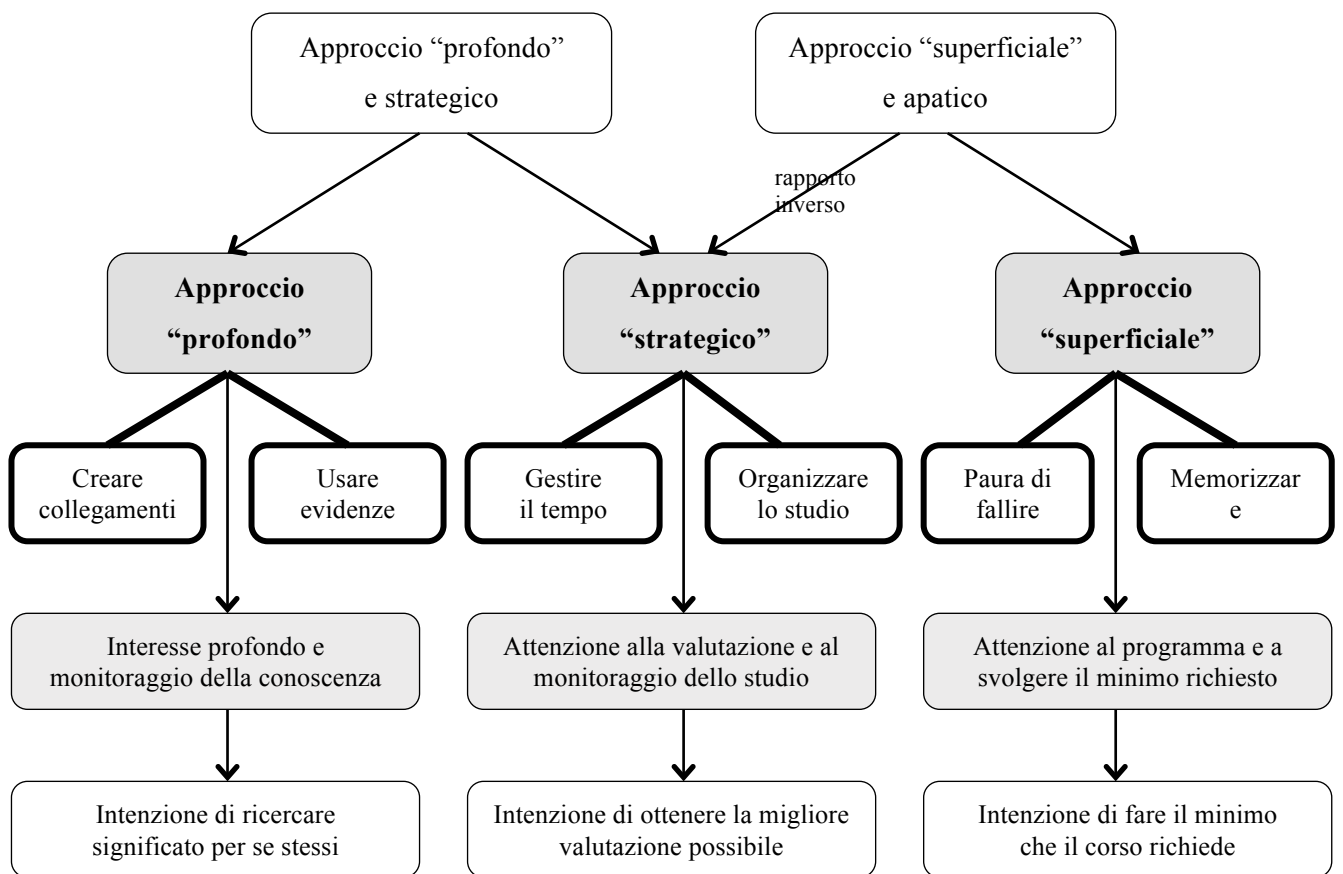 Approccio “profondo”
e strategico
Approccio “superficiale”
e apatico
rapporto
inverso
Approccio
“profondo”
Approccio
“strategico”
Approccio
“superficiale”
Creare
collegamenti
Usare
evidenze
Gestire
il tempo
Organizzare
lo studio
Paura di
fallire
Memorizzar
e
Interesse profondo e
monitoraggio della conoscenza
Attenzione alla valutazione e al
monitoraggio dello studio
Attenzione al programma e a
svolgere il minimo richiesto
Intenzione di ricercare
significato per se stessi
Intenzione di ottenere la migliore
valutazione possibile
Intenzione di fare il minimo
che il corso richiede